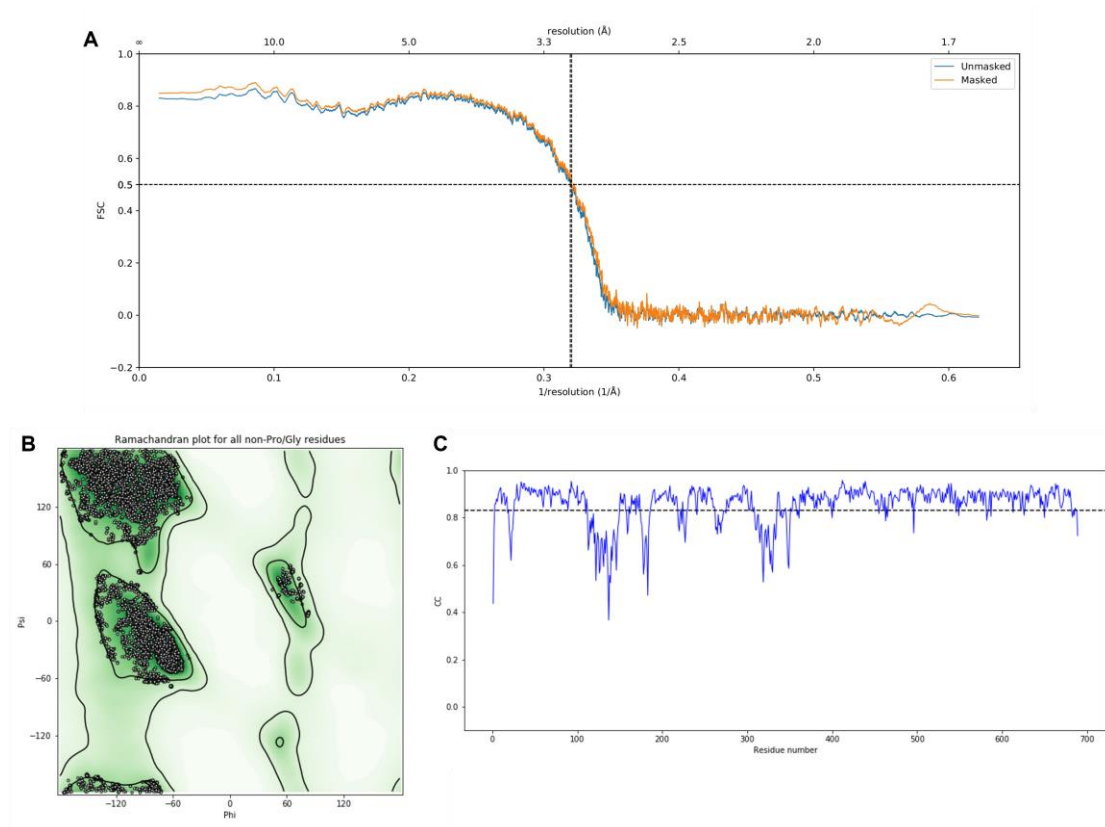 A
resolution (Å)
∞ 10.0 5.0 3.3 2.5 2.0 1.7
1.0
0.8
0.6
0.5
0.4
0.2
0.0
−0.2
FSC
Unmasked
Masked
0.0 0.1 0.2 0.3 0.4 0.5 0.6
1/resolution (1/Å)
B
Ramachandran plot for all non-Pro/Gly residues
120
60
0
−60
−120
Psi
−120 −60 0 60 120
Phi
C
1.0
0.8
0.6
0.4
0.2
0.0
CC
0 100 200 300 400 500 600 700
Residue number